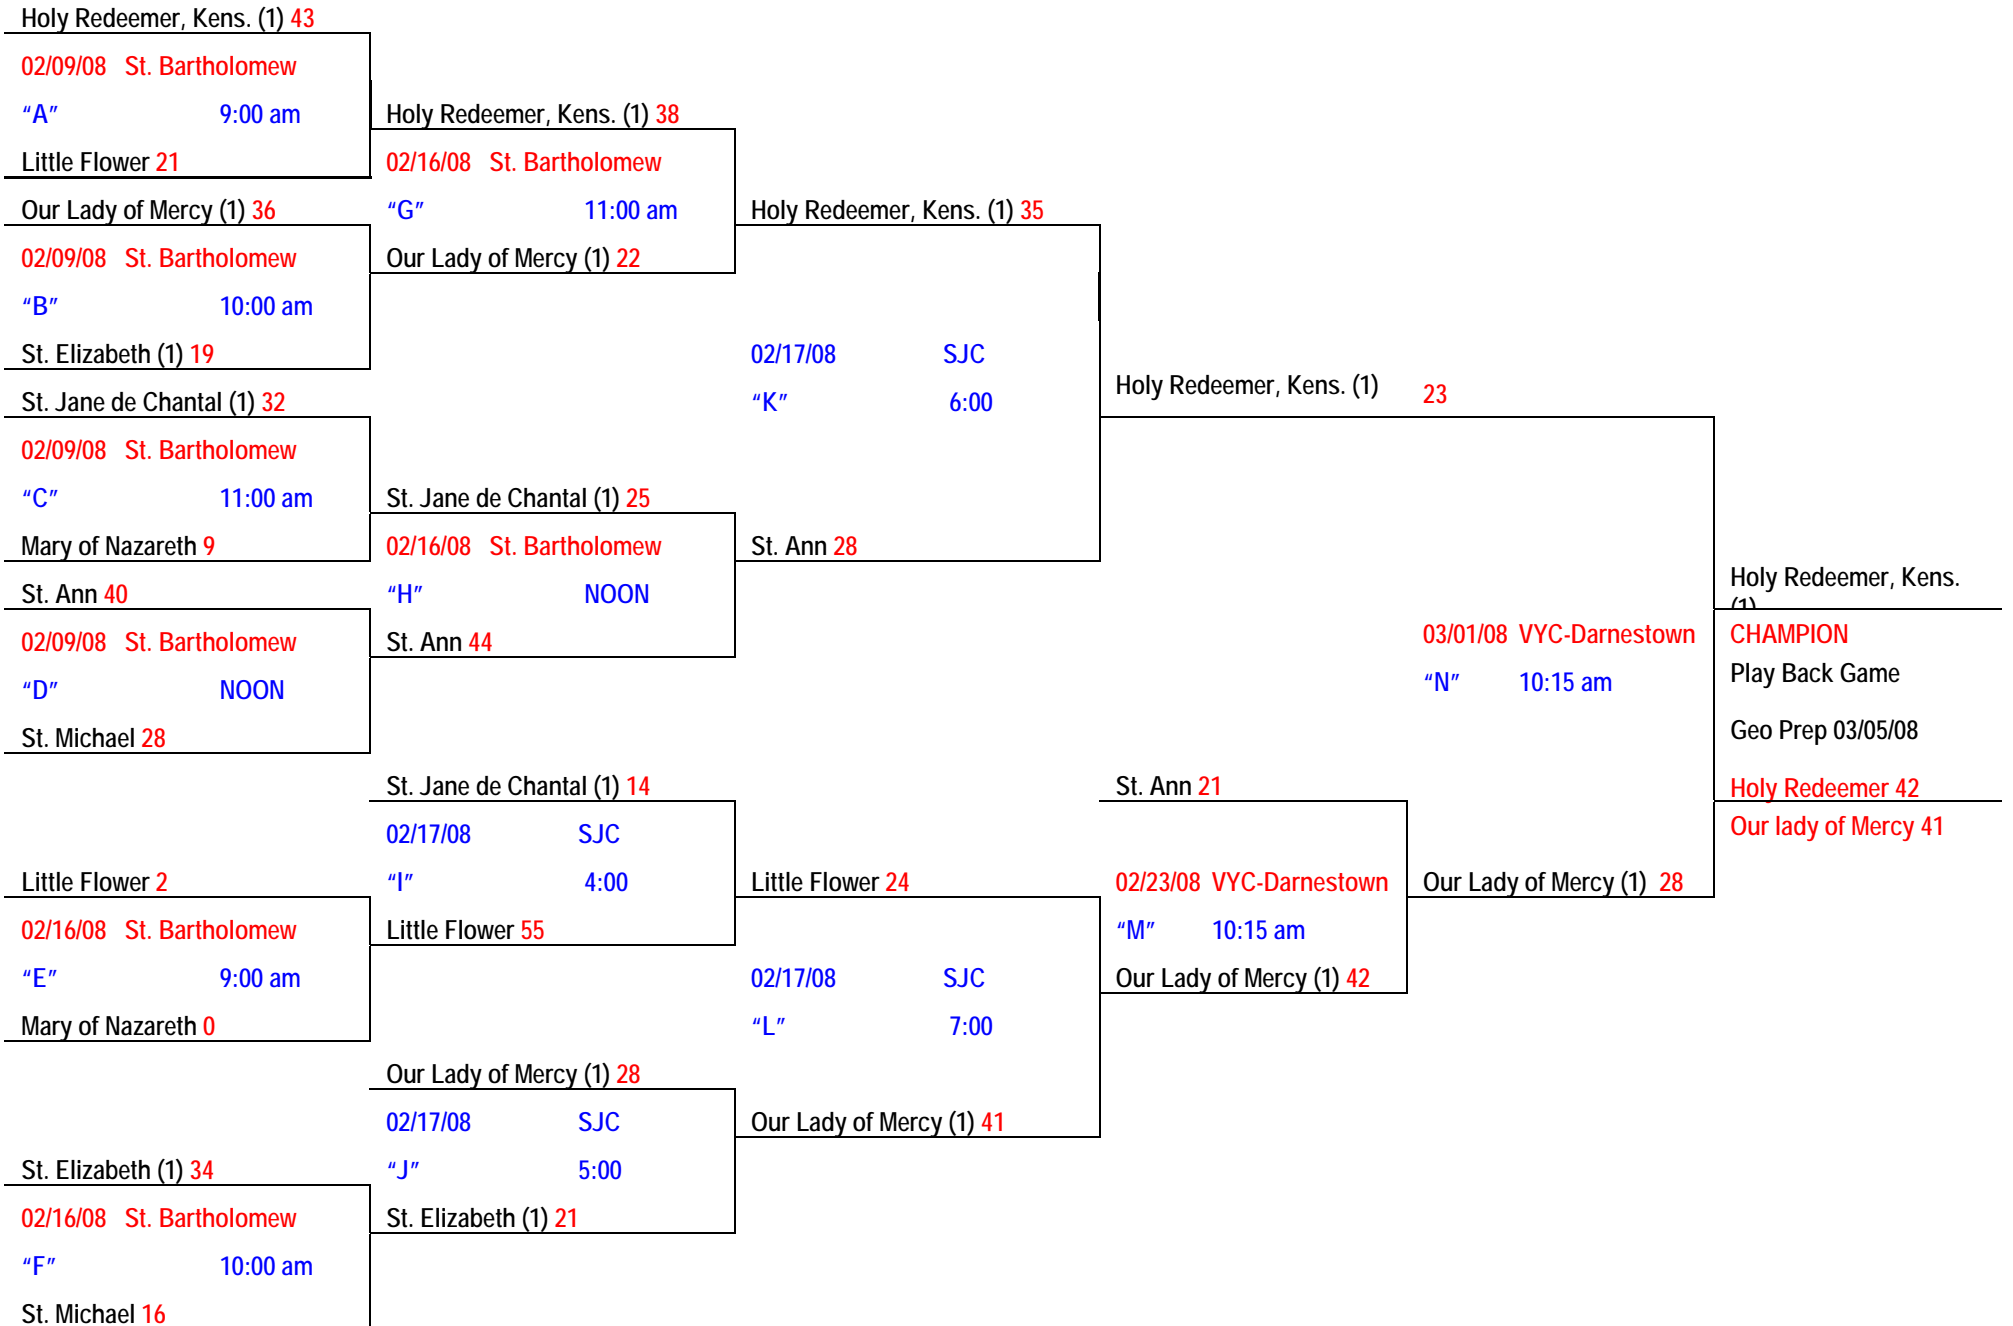 Holy Redeemer, Kens. (1) 43
02/09/08 St. Bartholomew
“A” 9:00 am
Little Flower 21
Our Lady of Mercy (1) 36
02/09/08 St. Bartholomew
“B” 10:00 am
St. Elizabeth (1) 19
St. Jane de Chantal (1) 32
02/09/08 St. Bartholomew
“C” 11:00 am
Mary of Nazareth 9
St. Ann 40
02/09/08 St. Bartholomew
“D” NOON
St. Michael 28
Little Flower 2
02/16/08 St. Bartholomew
“E” 9:00 am
Mary of Nazareth 0
St. Elizabeth (1) 34
02/16/08 St. Bartholomew
“F” 10:00 am
St. Michael 16
Holy Redeemer, Kens. (1) 38
02/16/08 St. Bartholomew
“G” 11:00 am
Our Lady of Mercy (1) 22
St. Jane de Chantal (1) 25
02/16/08 St. Bartholomew
“H” NOON
St. Ann 44
St. Jane de Chantal (1) 14
02/17/08 SJC
“I” 4:00
Little Flower 55
Our Lady of Mercy (1) 28
02/17/08 SJC
“J” 5:00
St. Elizabeth (1) 21
Holy Redeemer, Kens. (1) 35
02/17/08 SJC
“K” 6:00
St. Ann 28
Little Flower 24
02/17/08 SJC
“L” 7:00
Our Lady of Mercy (1) 41
Holy Redeemer, Kens. (1) 23
St. Ann 21
02/23/08 VYC-Darnestown
“M” 10:15 am
Our Lady of Mercy (1) 42
03/01/08 VYC-Darnestown
“N” 10:15 am
Our Lady of Mercy (1) 28
Holy Redeemer, Kens.
(1)
CHAMPION
Play Back Game
Geo Prep 03/05/08
Holy Redeemer 42
Our lady of Mercy 41